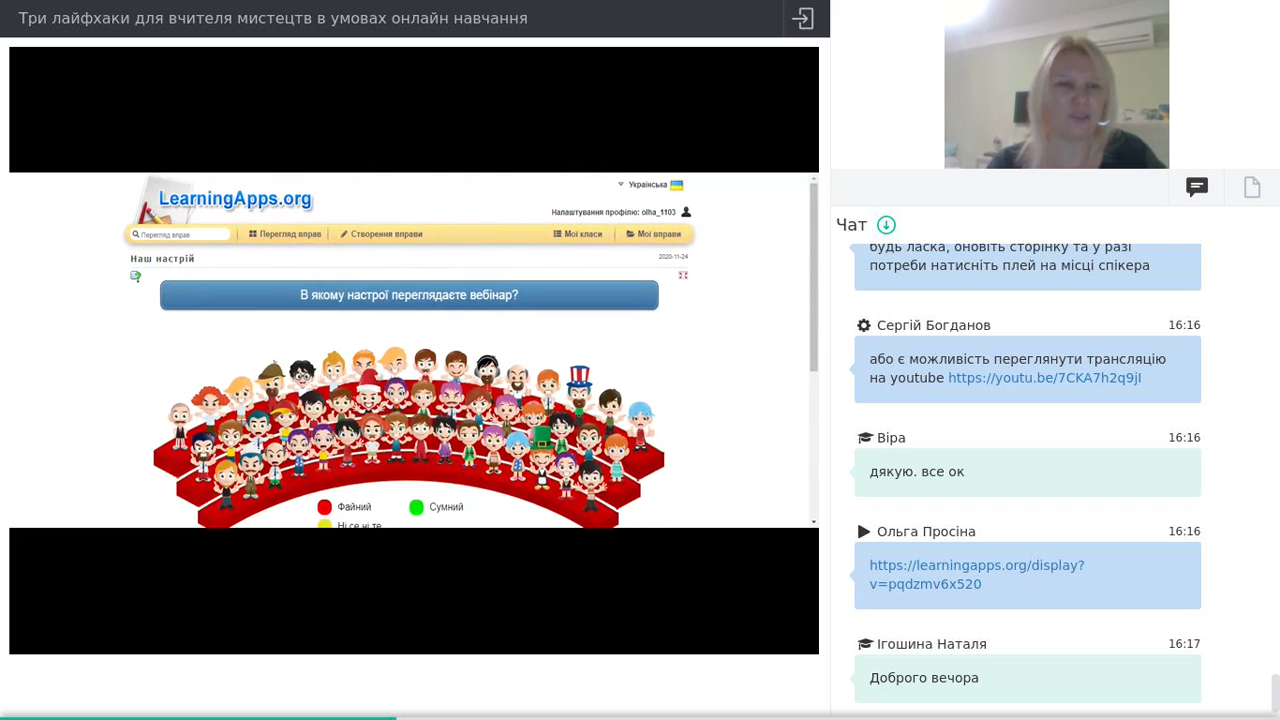 Три лайфхаки для вчителя мистецтв в умовах онлайн навчання
LearningApps.org
Українська
Налаштування профілю: olha_1103
Перегляд вправ
Перегляд вправ
Створення вправи
Мої класи
Мої вправи
Наш настрій
2020-11-24
В якому настрої переглядаєте вебінар?
Файний
Сумний
Ні се ні те
Чат
будь ласка, оновіть сторінку та у разі
потреби натисніть плей на місці спікера
Сергій Богданов 16:16
або є можливість переглянути трансляцію
на youtube https://youtu.be/7CKA7h2q9jI
Віра 16:16
дякую. все ок
Ольга Просіна 16:16
https://learningapps.org/display?
v=pqdzmv6x520
Ігошина Наталя 16:17
Доброго вечора